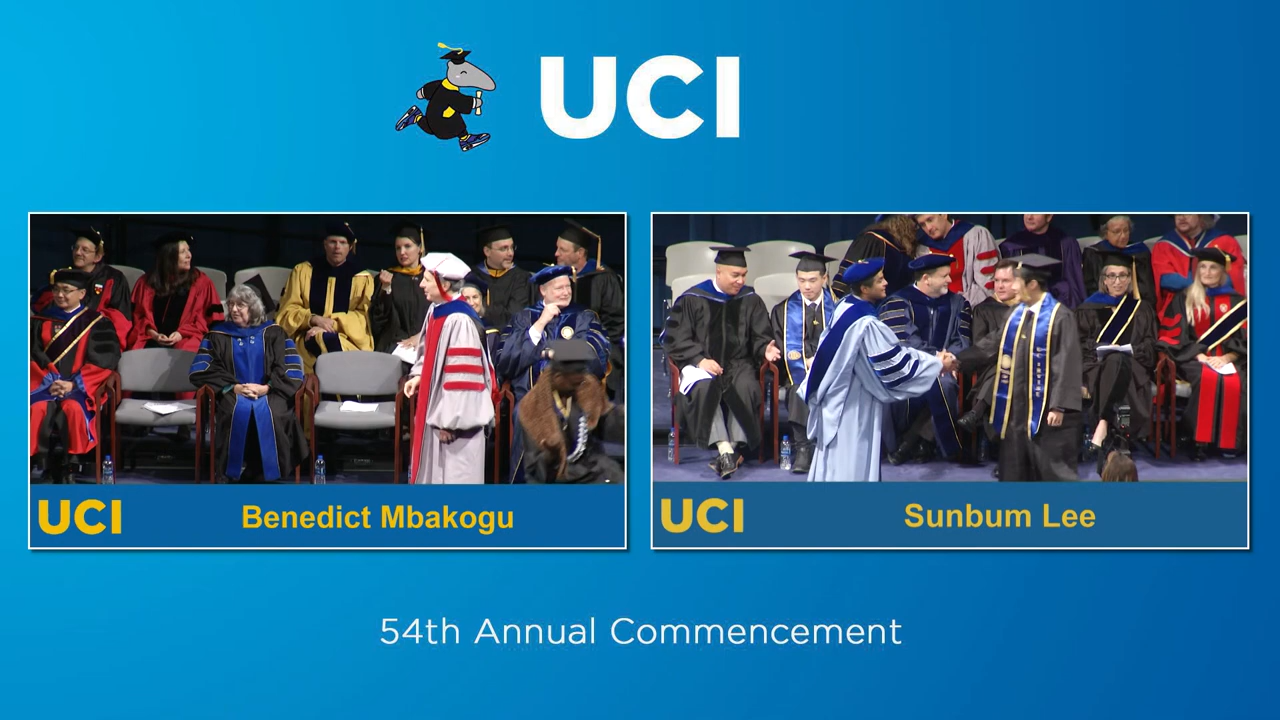 UCI
UCI
Benedict Mbakogu
UCI
Sunbum Lee
54th Annual Commencement